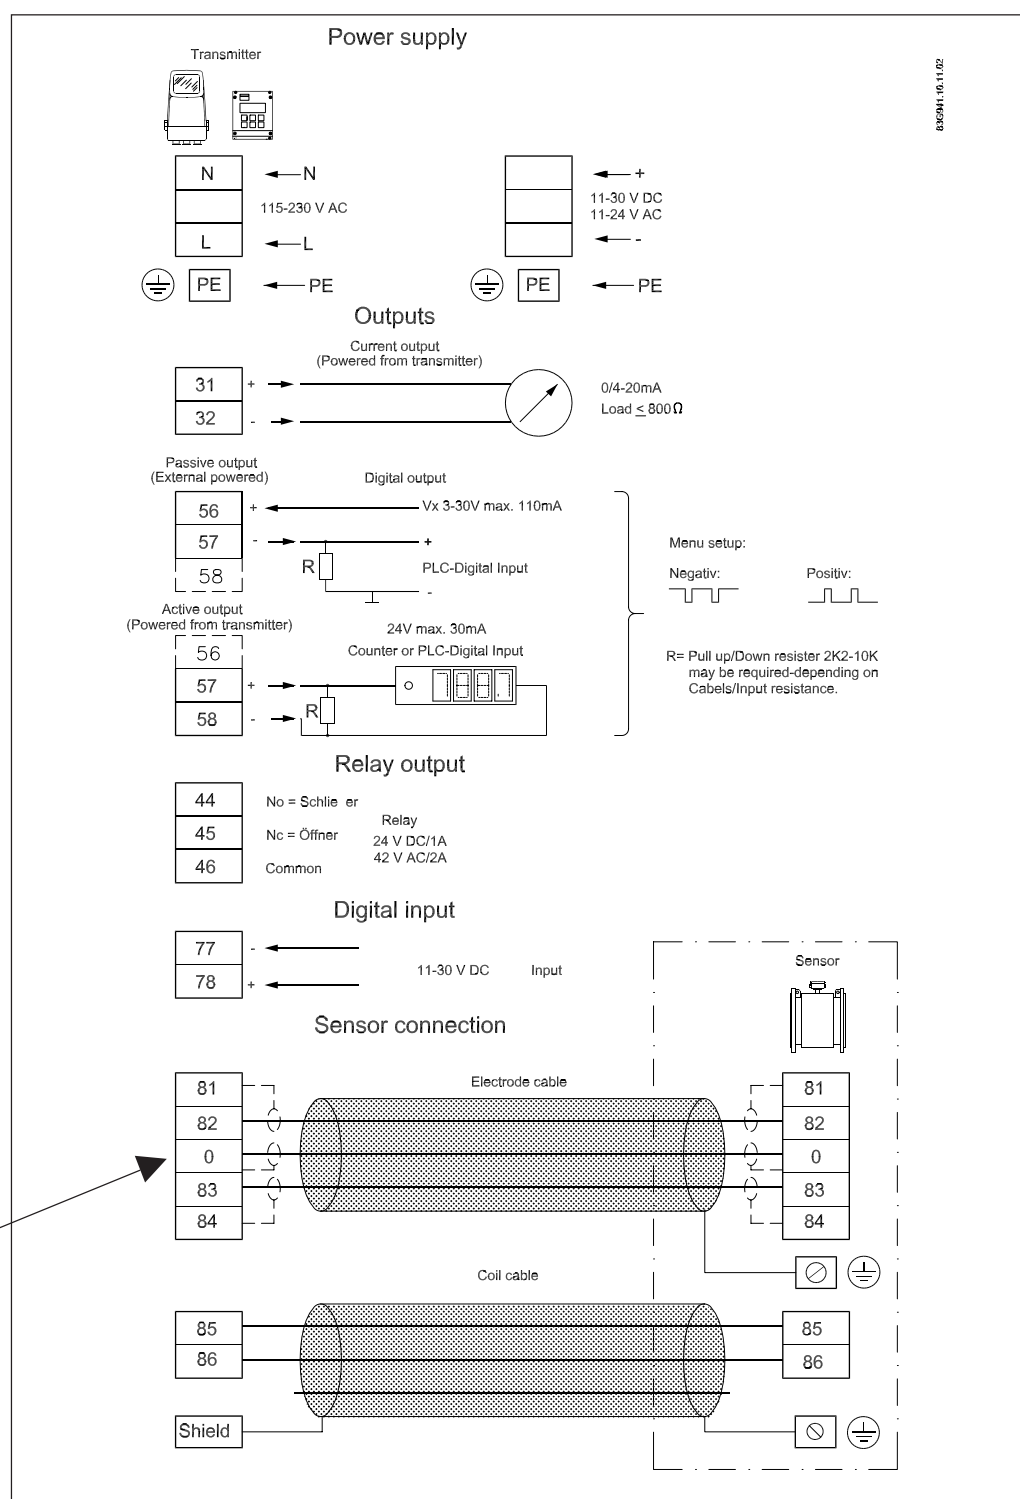 Power supply
Transmitter
83G941.10.11.02
N
N
115-230 V AC
L
L
PE
PE
+
11-30 V DC
11-24 V AC
-
PE
PE
Outputs
Current output
(Powered from transmitter)
31
+
32
-
0/4-20mA
Load ≤ 800Ω
Passive output
(External powered)
Digital output
56
+
Vx 3-30V max. 110mA
57
-
+
R
PLC-Digital Input
58
-
Menu setup:
Negativ:
Positiv:
Active output
(Powered from transmitter)
24V max. 30mA
Counter or PLC-Digital Input
56
57
+
R
58
-
R= Pull up/Down resister 2K2-10K
may be required-depending on
Cabels/Input resistance.
Relay output
44
No = Schlie er
45
Nc = Öffner
46
Common
Relay
24 V DC/1A
42 V AC/2A
Digital input
77
-
78
+
11-30 V DC
Input
Sensor
Sensor connection
Electrode cable
81
82
0
83
84
81
82
0
83
84
Coil cable
85
86
85
86
Shield